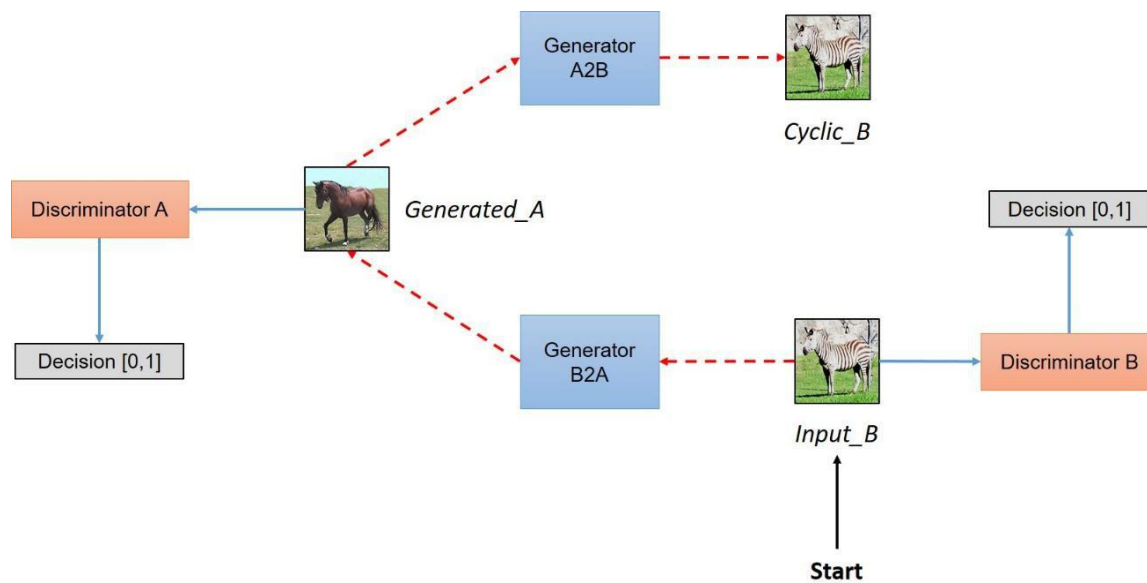 Generator
A2B
Cyclic_B
Discriminator A
Generated_A
Decision [0,1]
Decision [0,1]
Generator
B2A
Discriminator B
Input_B
Start